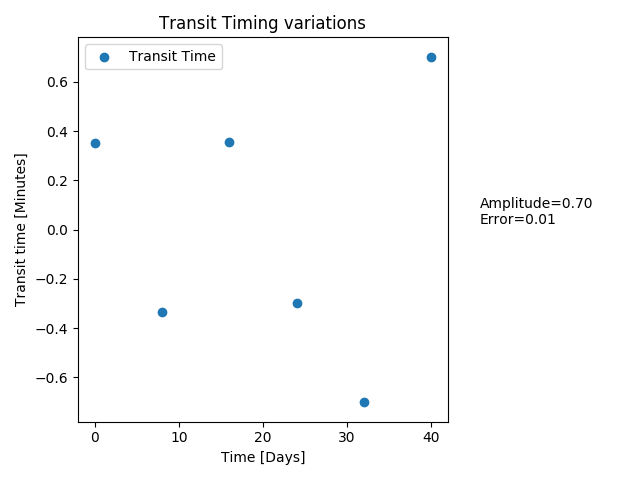 Transit Timing variations
Transit Time
0.6
0.4
0.2
0.0
−0.2
−0.4
−0.6
Transit time [Minutes]
0
10
20
30
40
Time [Days]
Amplitude=0.70
Error=0.01